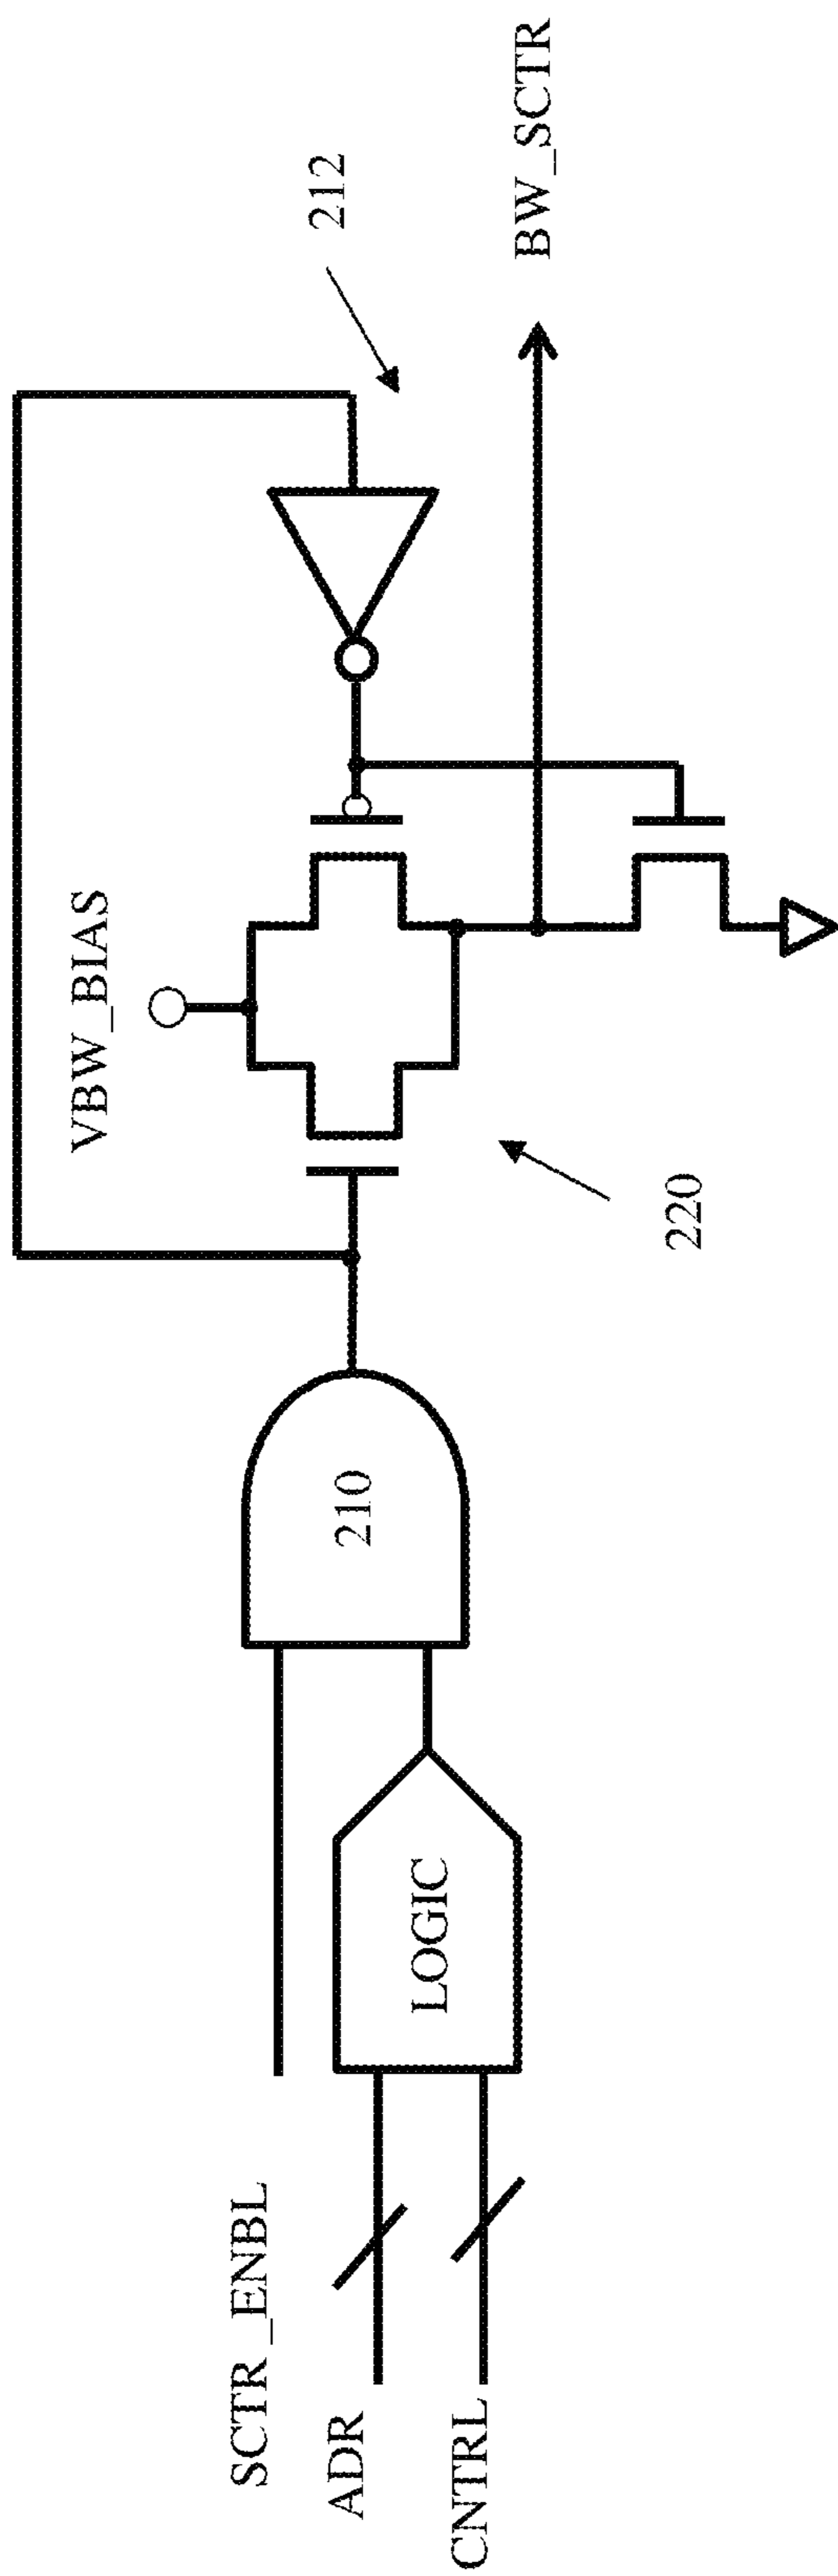 SCTR_ENBL
ADR
CNTRL
LOGIC
210
VBW_BIAS
220
212
BW_SCTR